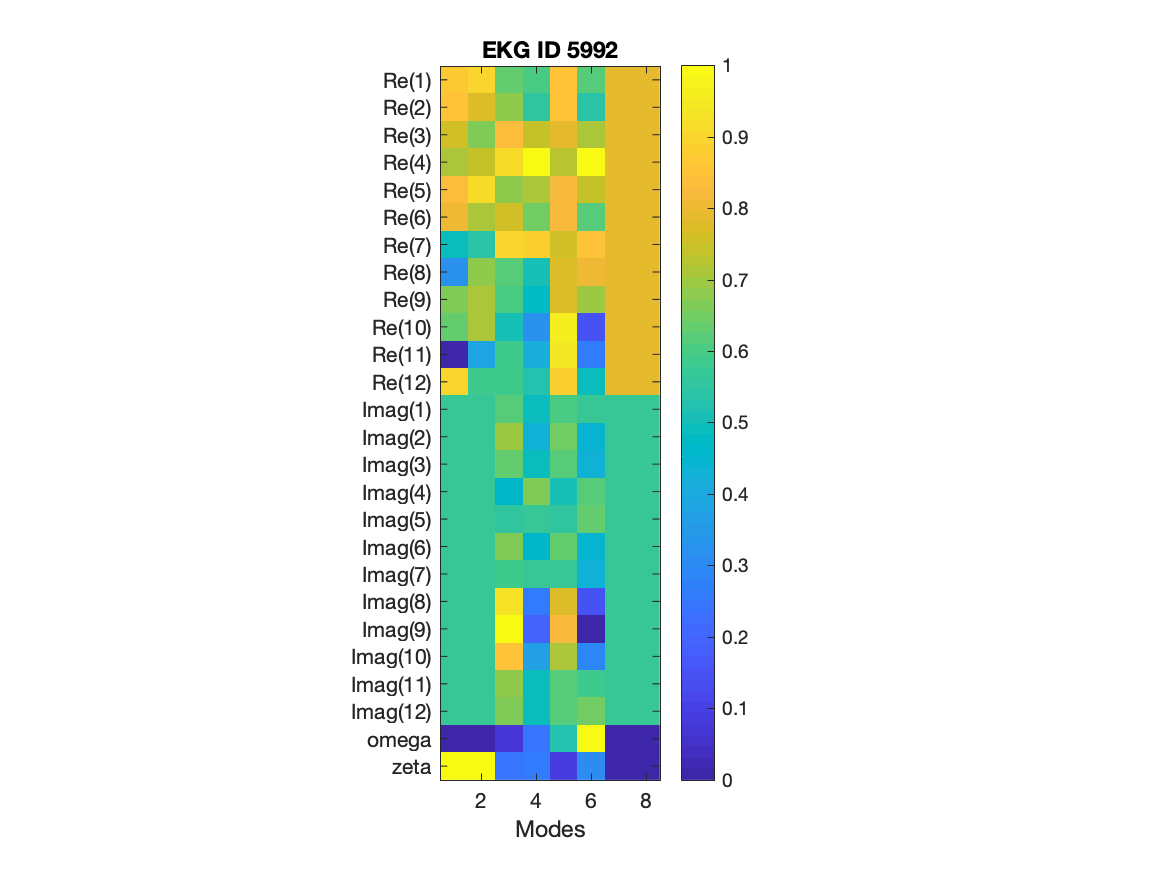 EKG ID 5992
Re(1)
Re(2)
Re(3)
Re(4)
Re(5)
Re(6)
Re(7)
Re(8)
Re(9)
Re(10)
Re(11)
Re(12)
Imag(1)
Imag(2)
Imag(3)
Imag(4)
Imag(5)
Imag(6)
Imag(7)
Imag(8)
Imag(9)
Imag(10)
Imag(11)
Imag(12)
omega
zeta
2 4 6 8
Modes
1
0.9
0.8
0.7
0.6
0.5
0.4
0.3
0.2
0.1
0